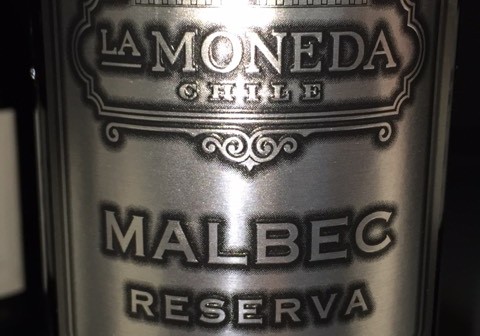 LA MONEDA
CHILE
MALBEC
RESERVA